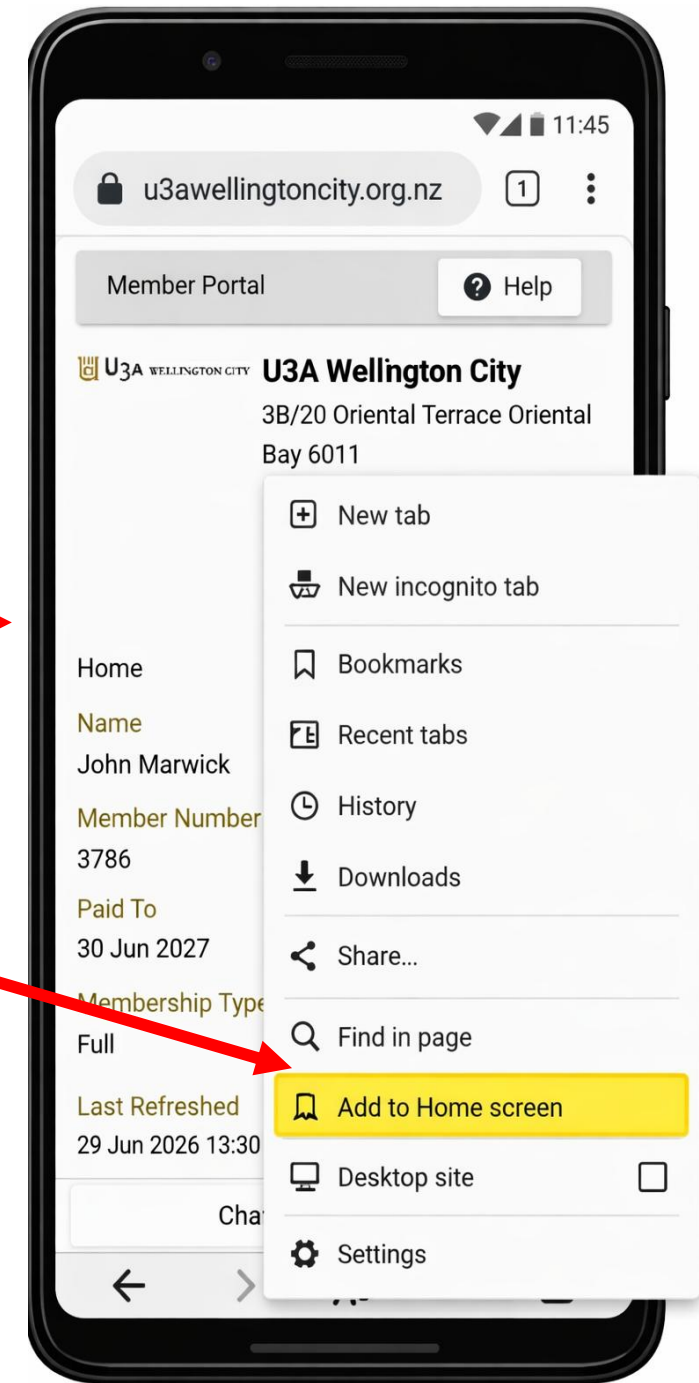 11:45
u3awellingtoncity.org.nz 1
Member Portal Help
U3A WELLINGTON CITY U3A Wellington City
3B/20 Oriental Terrace Oriental
Bay 6011
New tab
New incognito tab
Home
Bookmarks
Name
Recent tabs
John Marwick
History
Member Number
3786
Downloads
Paid To
30 Jun 2027
Share...
Membership Type
Full
Find in page
Last Refreshed
Add to Home screen
29 Jun 2026 13:30
Desktop site
Settings